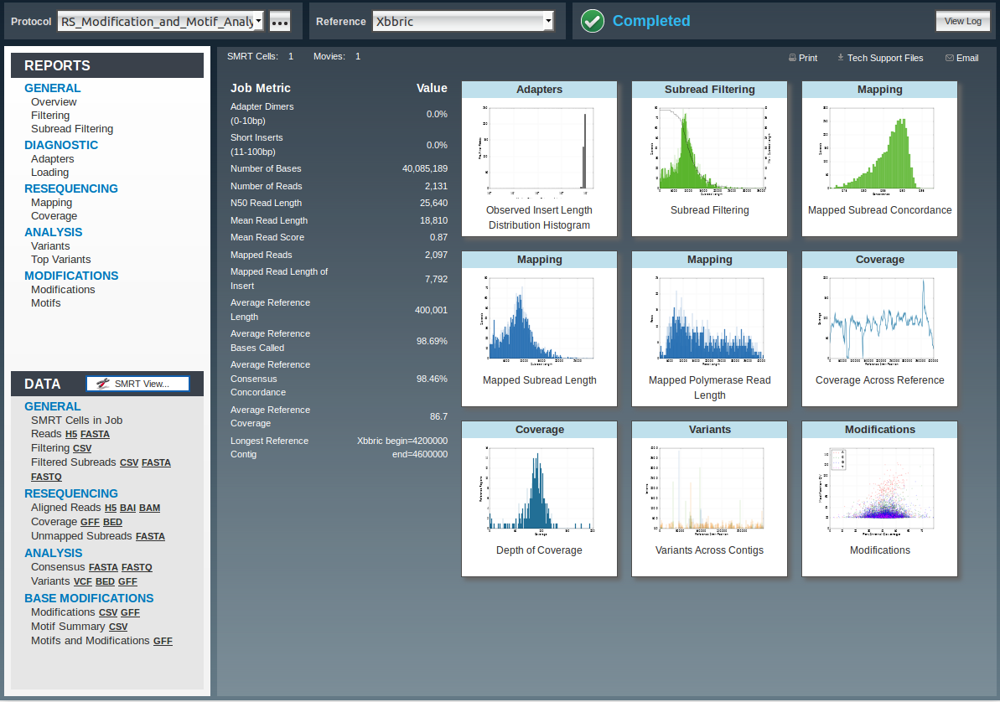 Protocol RS_Modification_and_Motif_Analy ... Reference Xbbric Completed View Log
REPORTS
GENERAL
Overview
Filtering
Subread Filtering
DIAGNOSTIC
Adapters
Loading
RESEQUENCING
Mapping
Coverage
ANALYSIS
Variants
Top Variants
MODIFICATIONS
Modifications
Motifs
DATA SMRT View...
GENERAL
SMRT Cells in Job
Reads H5 FASTA
Filtering CSV
Filtered Subreads CSV FASTA
FASTQ
RESEQUENCING
Aligned Reads H5 BAI BAM
Coverage GFF BED
Unmapped Subreads FASTA
ANALYSIS
Consensus FASTA FASTQ
Variants VCF BED GFF
BASE MODIFICATIONS
Modifications CSV GFF
Motif Summary CSV
Motifs and Modifications GFF
SMRT Cells: 1 Movies: 1
Print Tech Support Files Email
Job Metric Value
Adapter Dimers
(0-10bp) 0.0%
Short Inserts
(11-100bp) 0.0%
Number of Bases 40,085,189
Number of Reads 2,131
N50 Read Length 25,640
Mean Read Length 18,810
Mean Read Score 0.87
Mapped Reads 2,097
Mapped Read Length of
Insert 7,792
Average Reference
Length 400,001
Average Reference
Bases Called 98.69%
Average Reference
Consensus 98.46%
Concordance
Average Reference
Coverage 86.7
Longest Reference Xbbric begin=4200000
Contig end=4600000
Adapters
Observed Insert Length
Distribution Histogram
Subread Filtering
Subread Filtering
Mapping
Mapped Subread Concordance
Mapping
Mapped Subread Length
Mapping
Mapped Polymerase Read
Length
Coverage
Coverage Across Reference
Coverage
Depth of Coverage
Variants
Variants Across Contigs
Modifications
Modifications